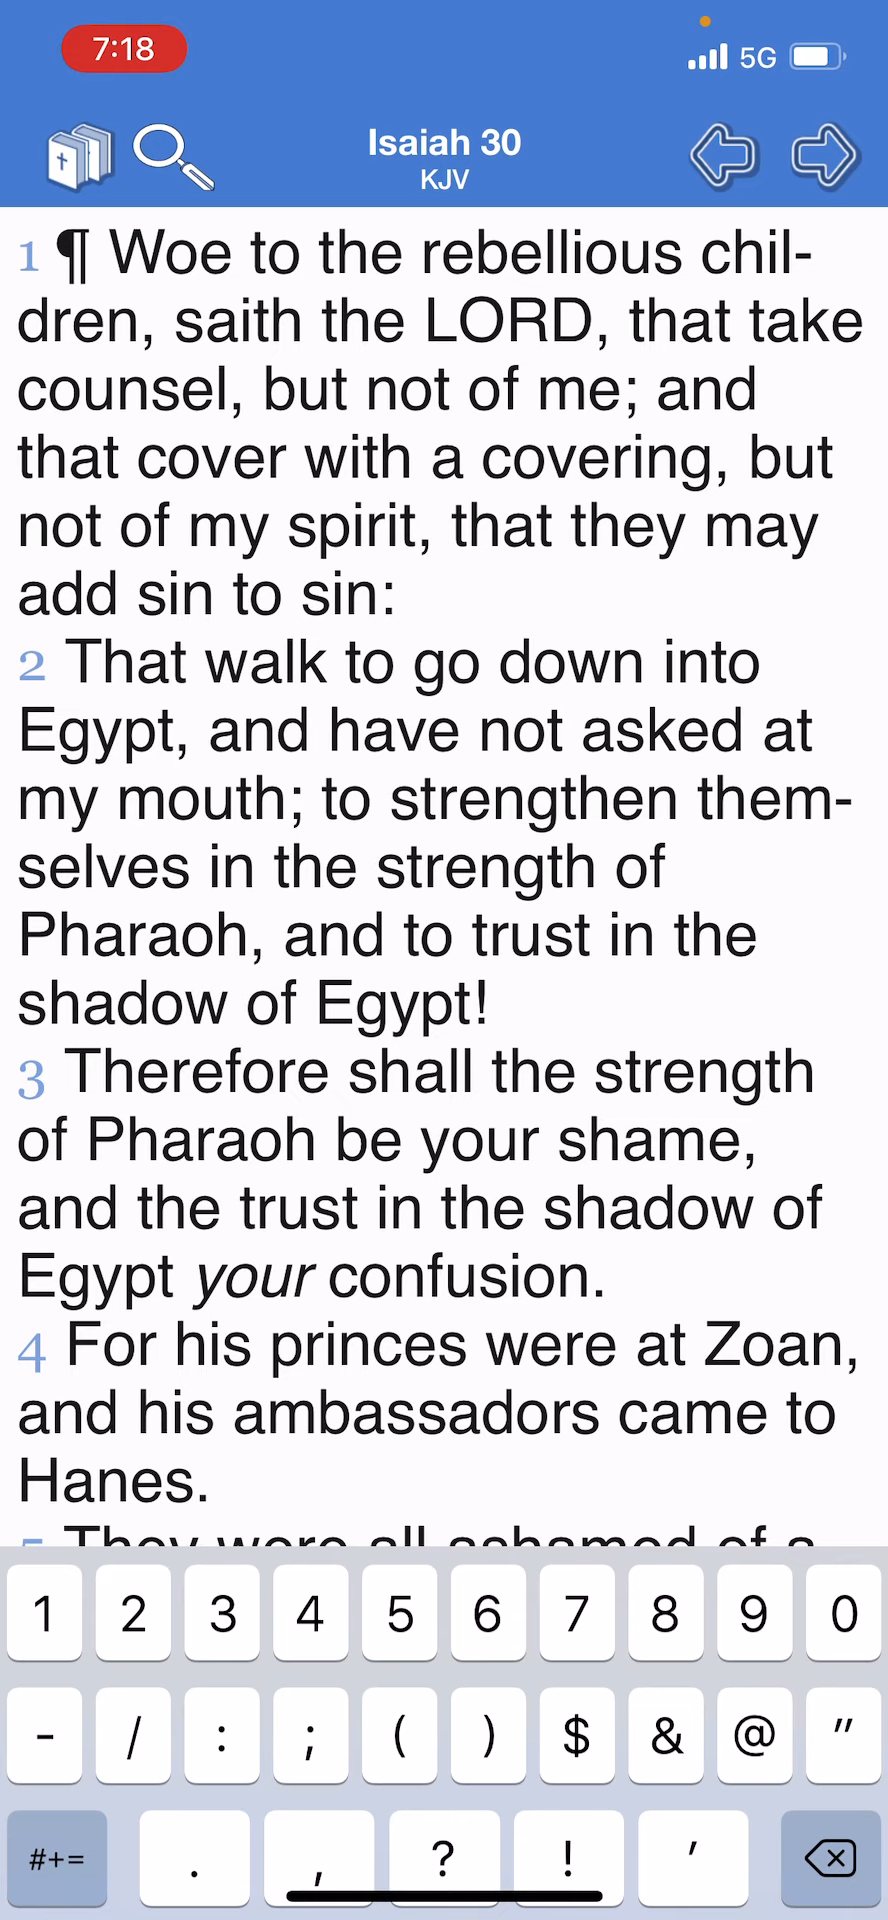 7:18
5G
Isaiah 30
KJV
1 ¶ Woe to the rebellious chil-
dren, saith the LORD, that take
counsel, but not of me; and
that cover with a covering, but
not of my spirit, that they may
add sin to sin:
2 That walk to go down into
Egypt, and have not asked at
my mouth; to strengthen them-
selves in the strength of
Pharaoh, and to trust in the
shadow of Egypt!
3 Therefore shall the strength
of Pharaoh be your shame,
and the trust in the shadow of
Egypt your confusion.
4 For his princes were at Zoan,
and his ambassadors came to
Hanes.
5 They were all ashamed of a
1 2 3 4 5 6 7 8 9 0
- / : ; ( ) $ & @ "
#+= . , ? ! '